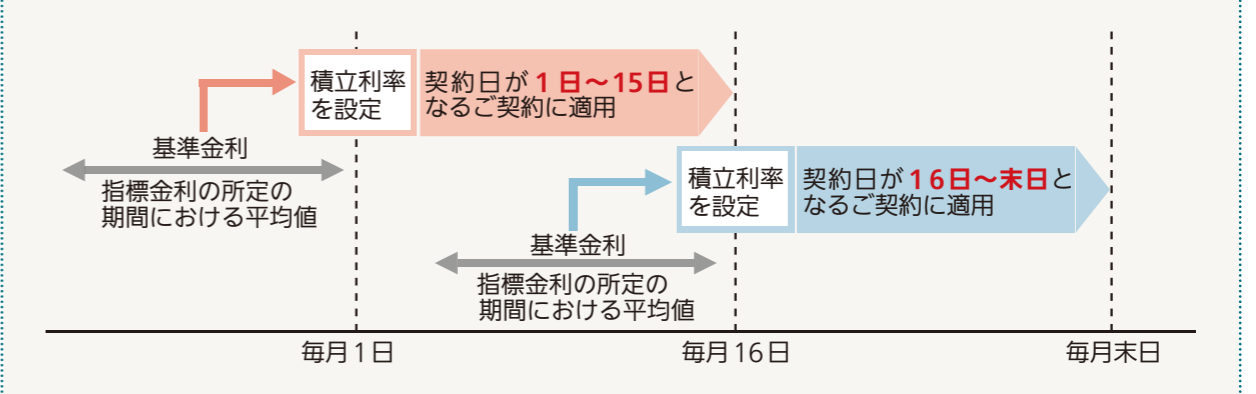 積立利率
を設定
契約日が1日～15日と
なるご契約に適用
基準金利
指標金利の所定の
期間における平均値
積立利率
を設定
契約日が16日～末日と
なるご契約に適用
基準金利
指標金利の所定の
期間における平均値
毎月1日
毎月16日
毎月末日